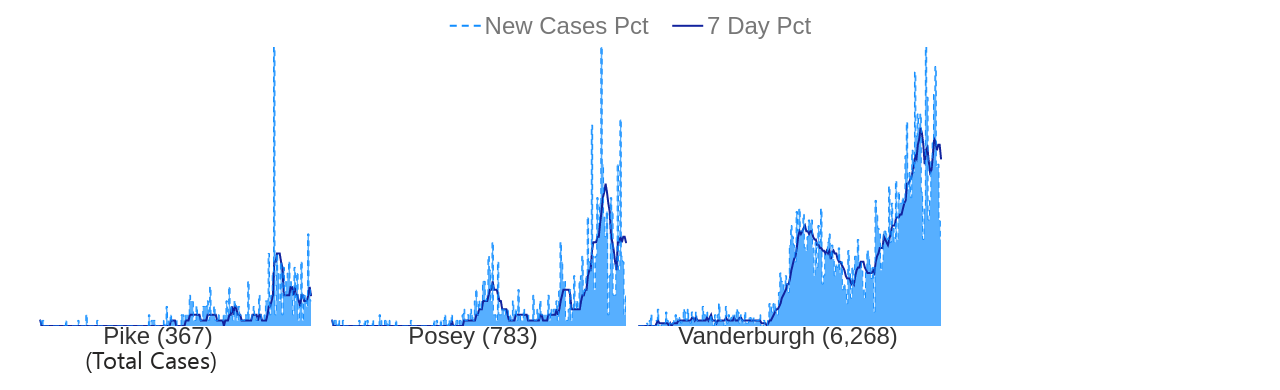 New Cases Pct 7 Day Pct
Pike (367) Posey (783) Vanderburgh (6,268)
(Total Cases)